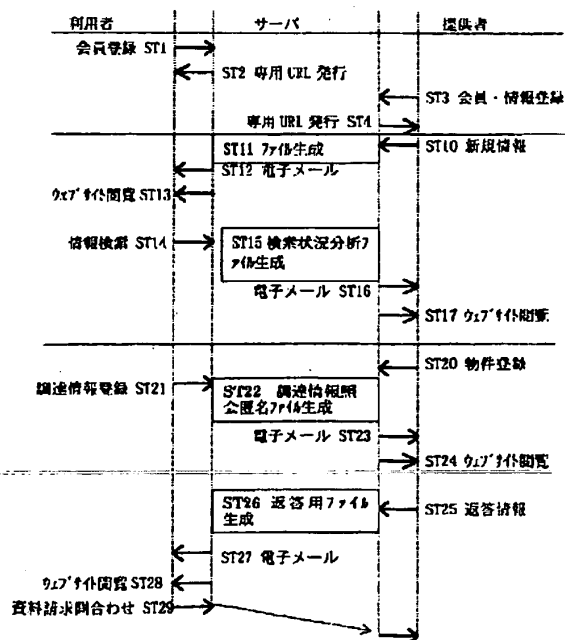 利用者 サーバ 提供者
会員登録 ST1
ST2 専用 URL 発行
ST3 会員・情報登録
専用 URL 発行 ST4
ST10 新規情報
ST11 ファイル生成
ST12 電子メール
ウェブサイト閲覧 ST13
情報検索 ST14
ST15 検索状況分析フ
ァイル生成
電子メール ST16
ST17 ウェブサイト閲覧
ST20 物件登録
調達情報登録 ST21
ST22 調達情報照
会匿名ファイル生成
電子メール ST23
ST24 ウェブサイト閲覧
ST25 返答情報
ST26 返答用ファイル
生成
ST27 電子メール
ウェブサイト閲覧 ST28
資料請求問合わせ ST29